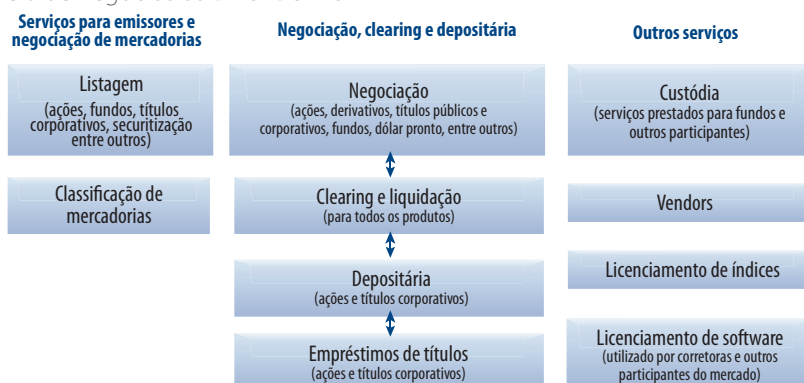 Serviços para emissores e
negociação de mercadorias
Listagem
(ações, fundos, títulos
corporativos, securitização
entre outros)
Classificação de
mercadorias
Negociação, clearing e depositária
Negociação
(ações, derivativos, títulos públicos e
corporativos, fundos, dólar pronto, entre outros)
Clearing e liquidação
(para todos os produtos)
Depositária
(ações e títulos corporativos)
Empréstimos de títulos
(ações e títulos corporativos)
Outros serviços
Custódia
(serviços prestados para fundos e
outros participantes)
Vendors
Licenciamento de índices
Licenciamento de software
(utilizado por corretoras e outros
participantes do mercado)